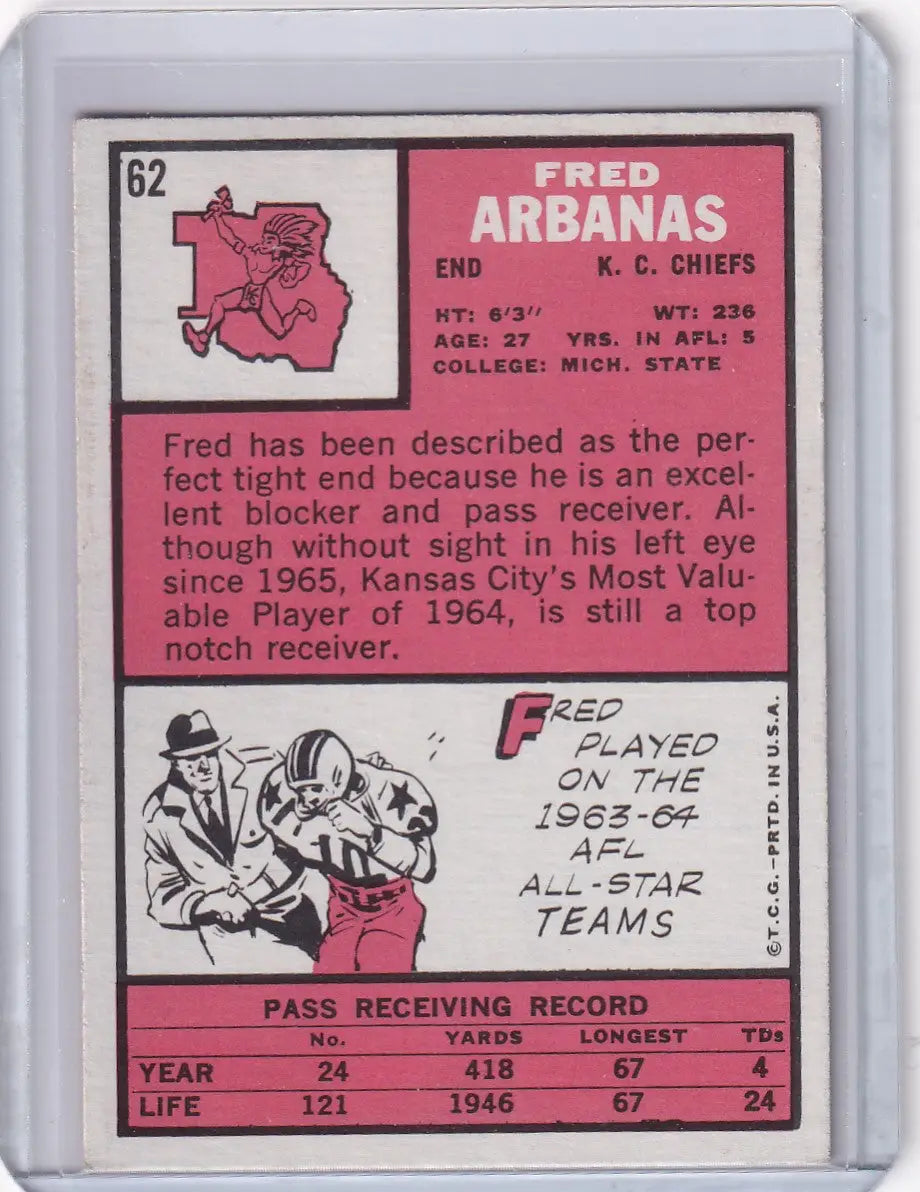 62
FRED
ARBANAS
END K. C. CHIEFS
HT: 6'3" WT: 236
AGE: 27 YRS. IN AFL: 5
COLLEGE: MICH. STATE
KC
Fred has been described as the per-
fect tight end because he is an excel-
lent blocker and pass receiver. Al-
though without sight in his left eye
since 1965, Kansas City's Most Valu-
able Player of 1964, is still a top
notch receiver.
10
FRED
PLAYED
ON THE
1963-64
AFL
ALL-STAR
TEAMS
©T.C.G.—PRTD. IN U.S.A.
PASS RECEIVING RECORD
No. YARDS LONGEST TDs
YEAR 24 418 67 4
LIFE 121 1946 67 24